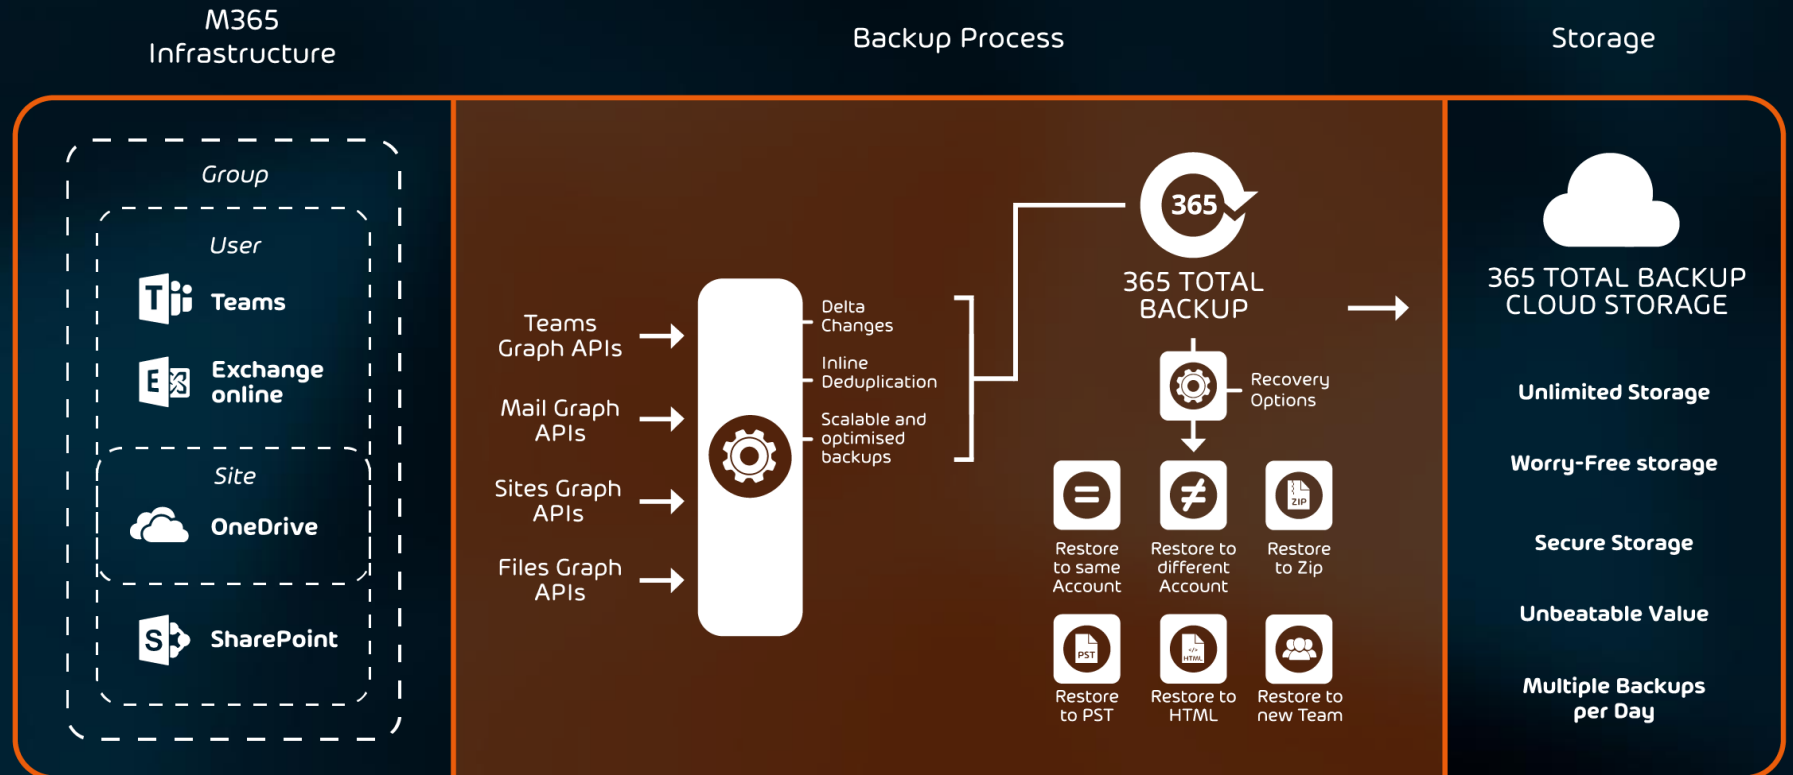 M365
Infrastructure
Backup Process
Storage
Group
User
T
Teams
E
Exchange
online
Site
OneDrive
S
SharePoint
Teams
Graph APIs
Mail Graph
APIs
Sites Graph
APIs
Files Graph
APIs
Delta
Changes
Inline
Deduplication
Scalable and
optimised
backups
365
365 TOTAL
BACKUP
Recovery
Options
Restore
to same
Account
Restore to
different
Account
ZIP
Restore
to Zip
PST
Restore
to PST
</>
HTML
Restore to
HTML
Restore to
new Team
365 TOTAL BACKUP
CLOUD STORAGE
Unlimited Storage
Worry-Free storage
Secure Storage
Unbeatable Value
Multiple Backups
per Day